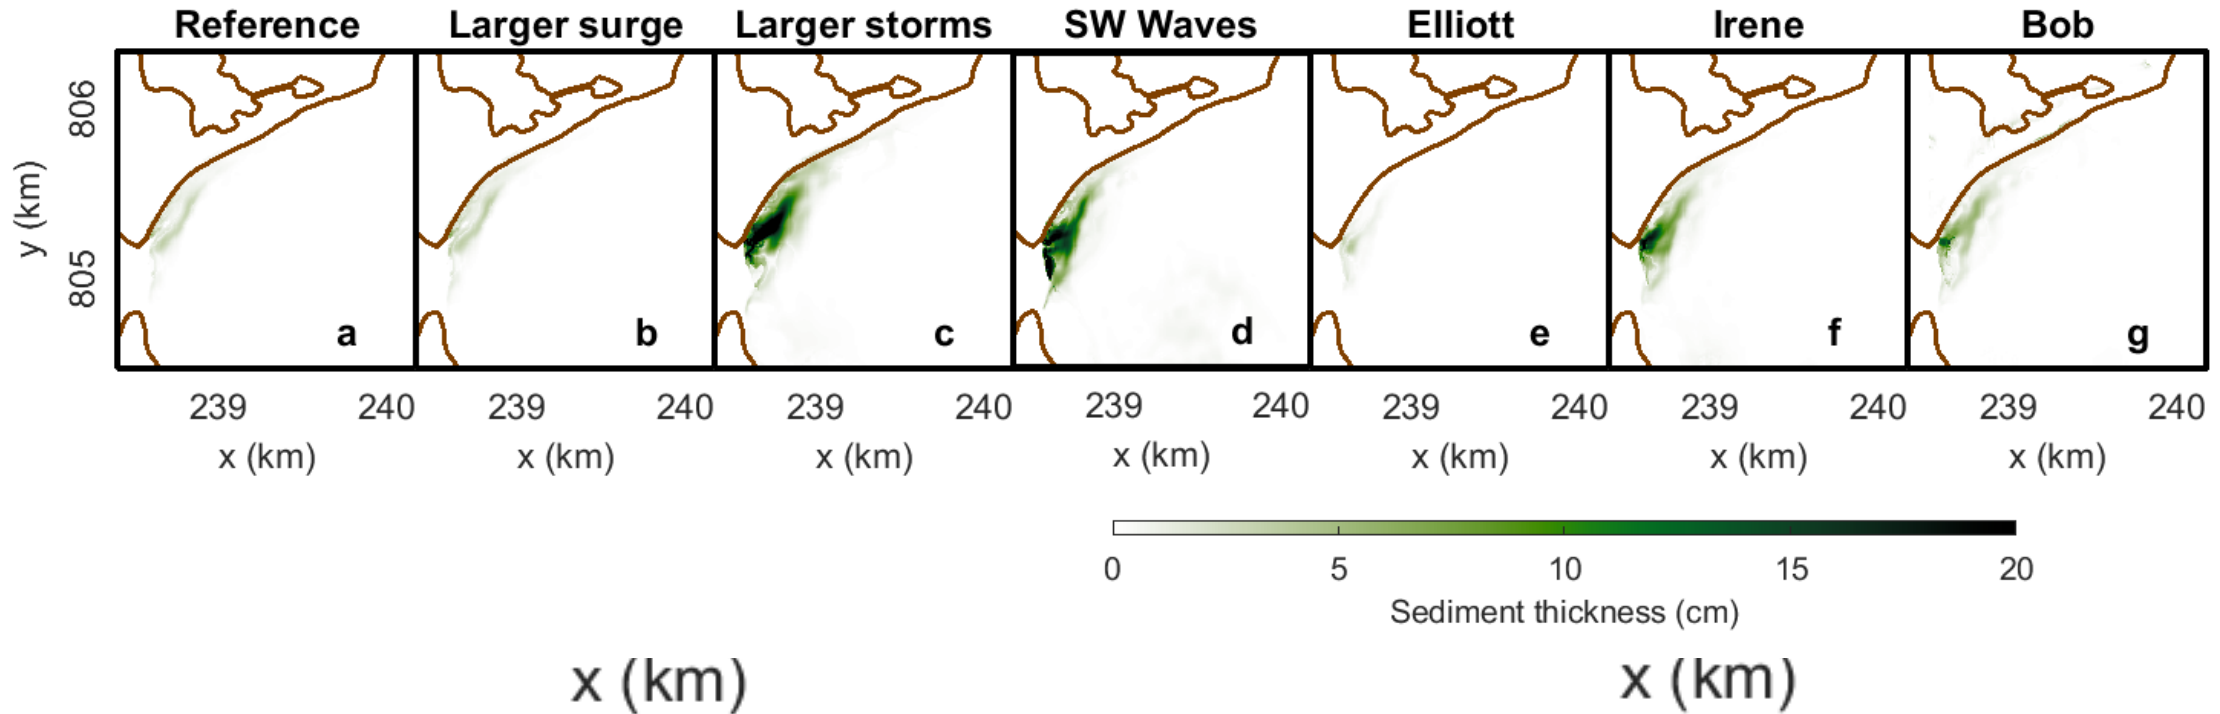 Reference Larger surge Larger storms SW Waves Elliott Irene Bob
y (km)
806
805
a b c d e f g
239 240 239 240 239 240 239 240 239 240 239 240 239 240
x (km) x (km) x (km) x (km) x (km) x (km) x (km)
0 5 10 15 20
Sediment thickness (cm)
x (km) x (km)